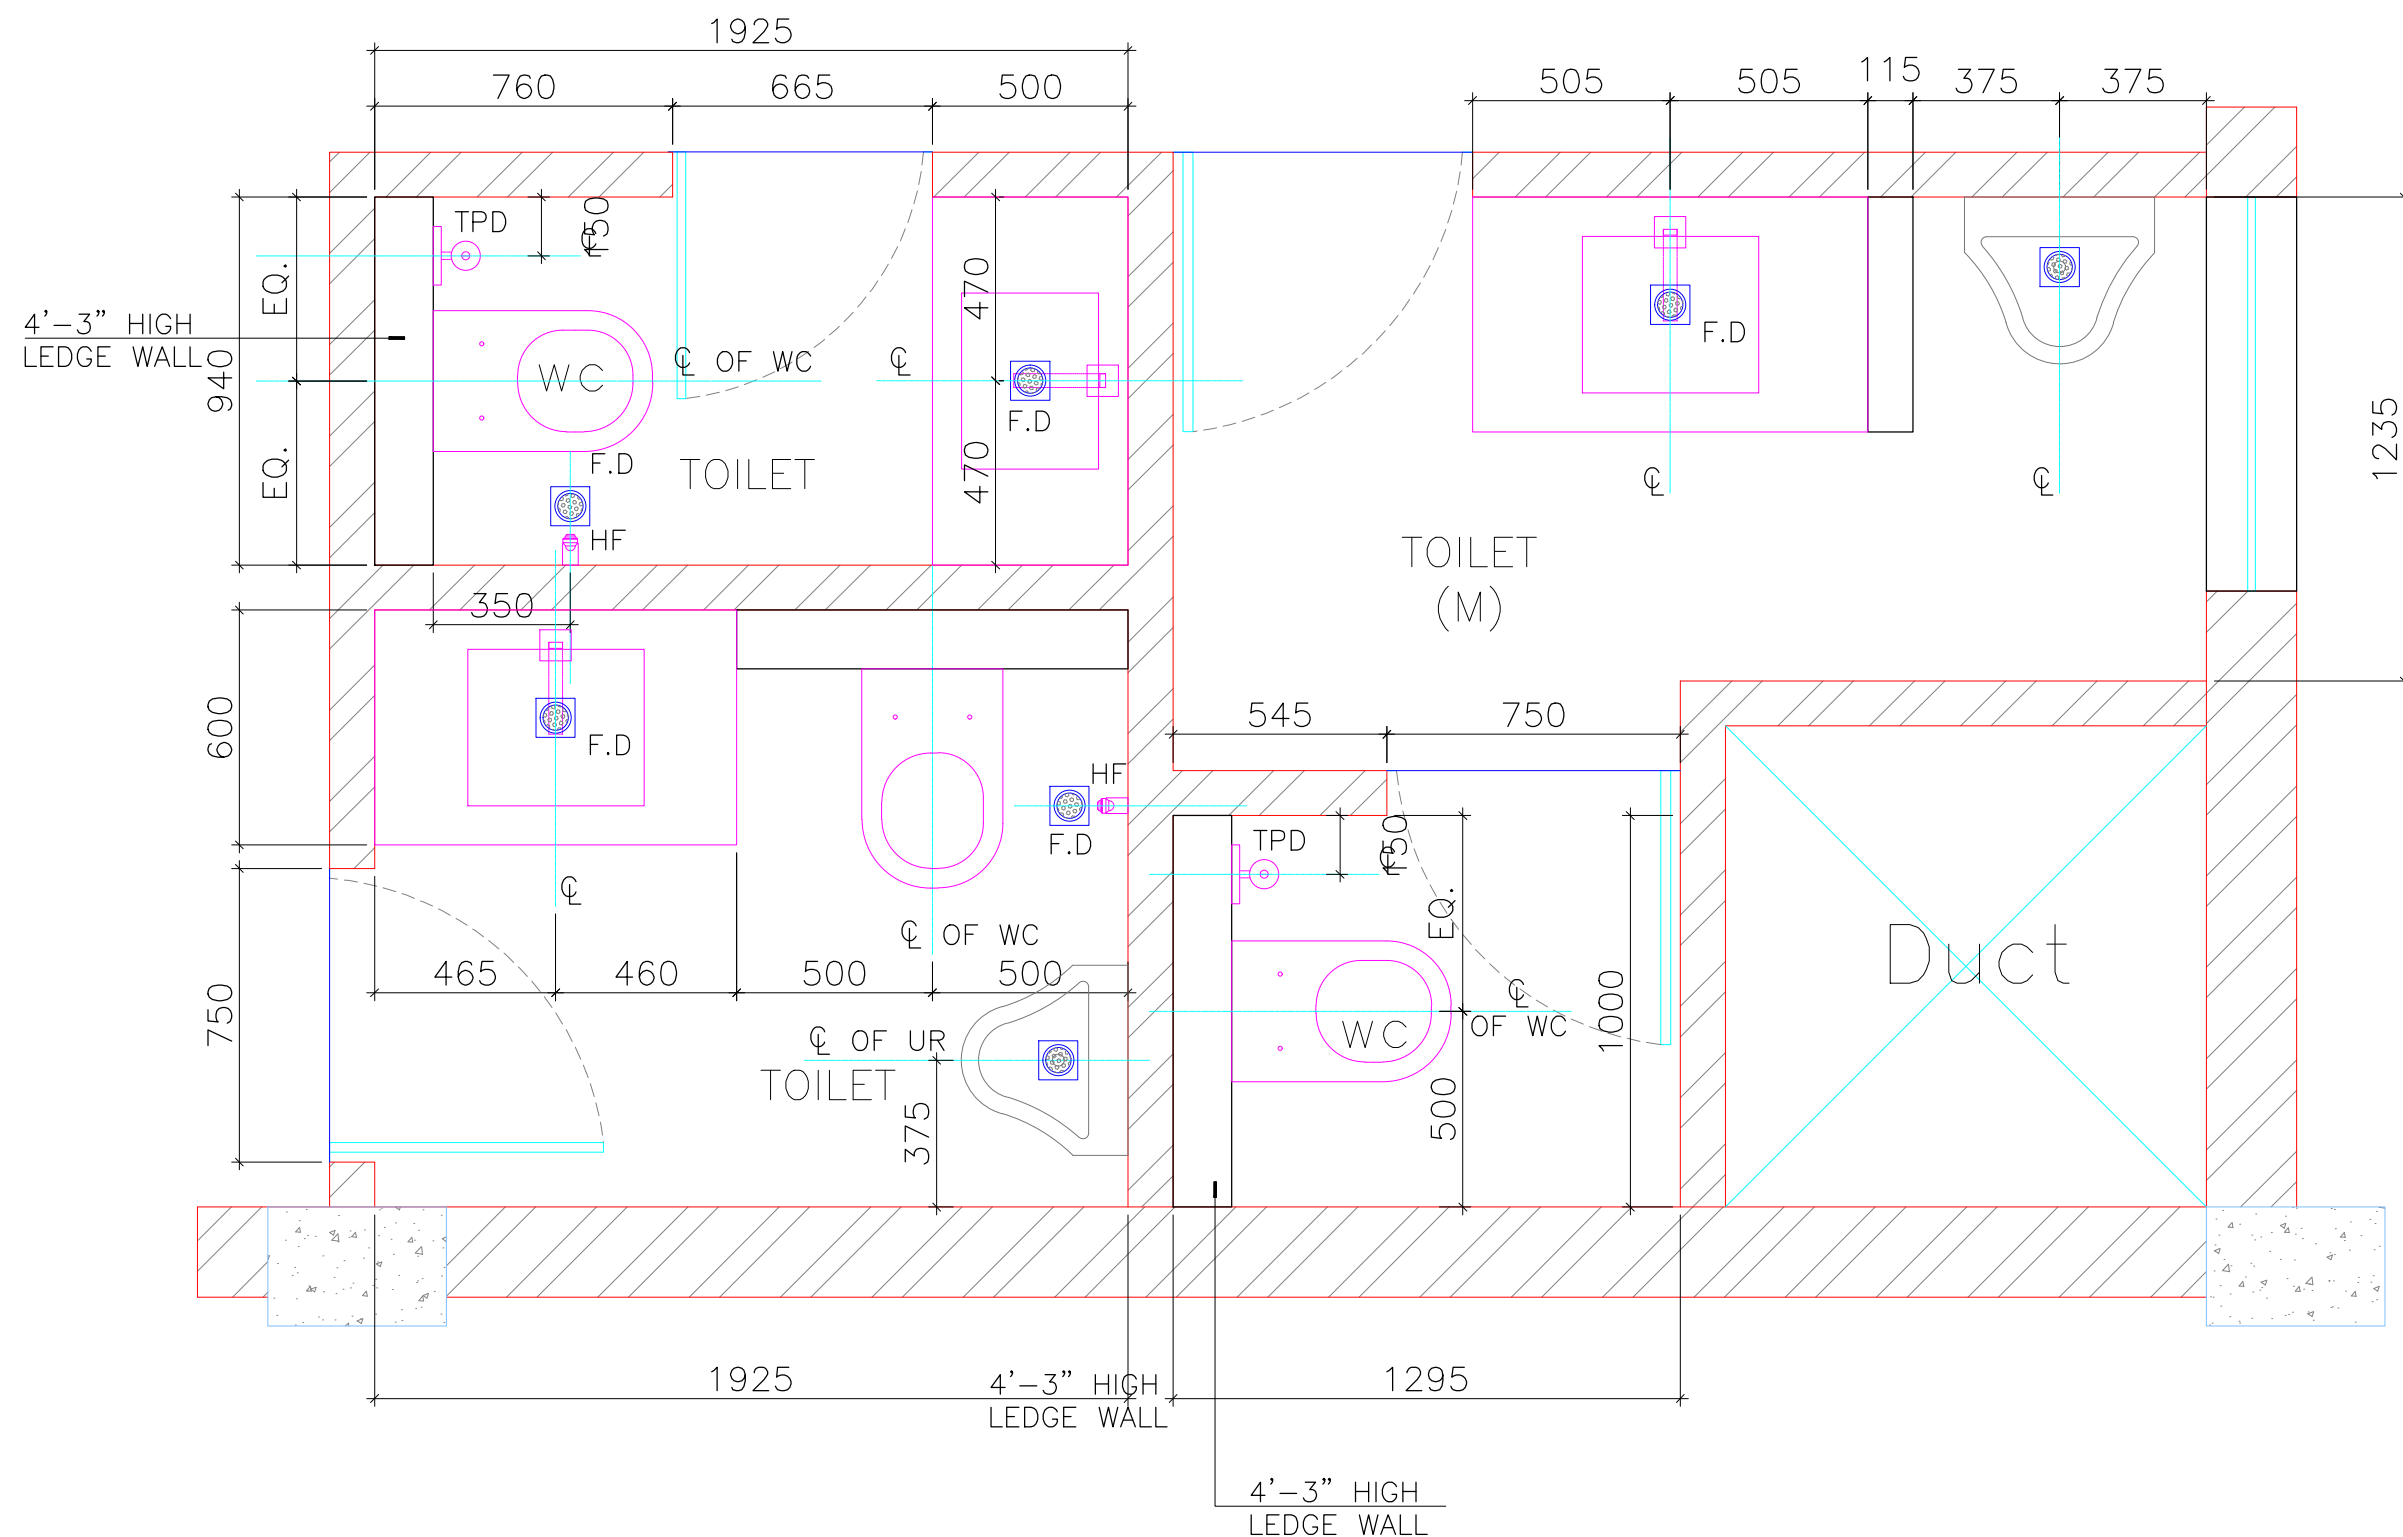 1925
760
665
500
505
505
115
375
375
TPD
150
℄
EQ.
470
F.D
4'-3" HIGH
LEDGE WALL
940
WC
℄ OF WC
℄
F.D
EQ.
F.D
TOILET
470
℄
℄
1235
HF
TOILET
(M)
350
600
F.D
545
750
HF
F.D
TPD
150
℄
℄
EQ.
℄ OF WC
Duct
465
460
500
500
℄
OF WC
1000
750
℄ OF UR
WC
TOILET
375
500
1925
4'-3" HIGH
LEDGE WALL
1295
4'-3" HIGH
LEDGE WALL